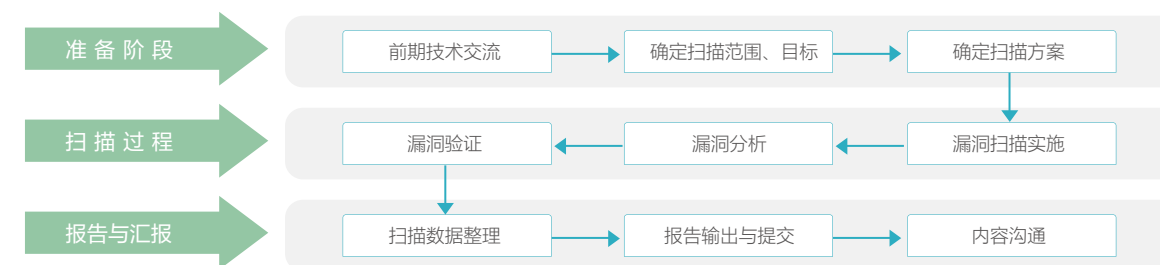 准备阶段
前期技术交流
确定扫描范围、目标
确定扫描方案
扫描过程
漏洞验证
漏洞分析
漏洞扫描实施
报告与汇报
扫描数据整理
报告输出与提交
内容沟通